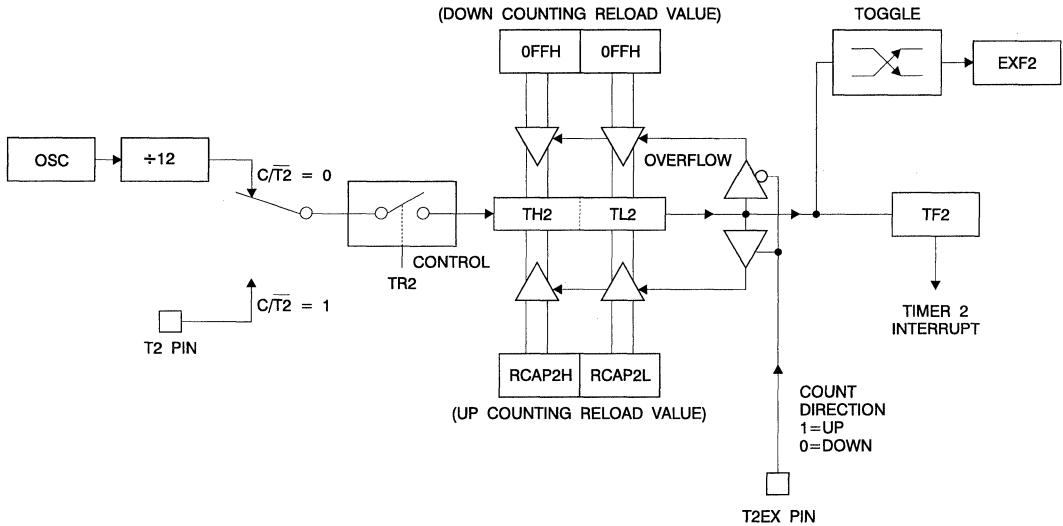 (DOWN COUNTING RELOAD VALUE)
TOGGLE
0FFH 0FFH
EXF2
OSC
÷12
OVERFLOW
C/T2̅ = 0
TH2 TL2
TF2
CONTROL
TR2
C/T2̅ = 1
T2 PIN
TIMER 2
INTERRUPT
RCAP2H RCAP2L
(UP COUNTING RELOAD VALUE)
COUNT
DIRECTION
1=UP
0=DOWN
T2EX PIN